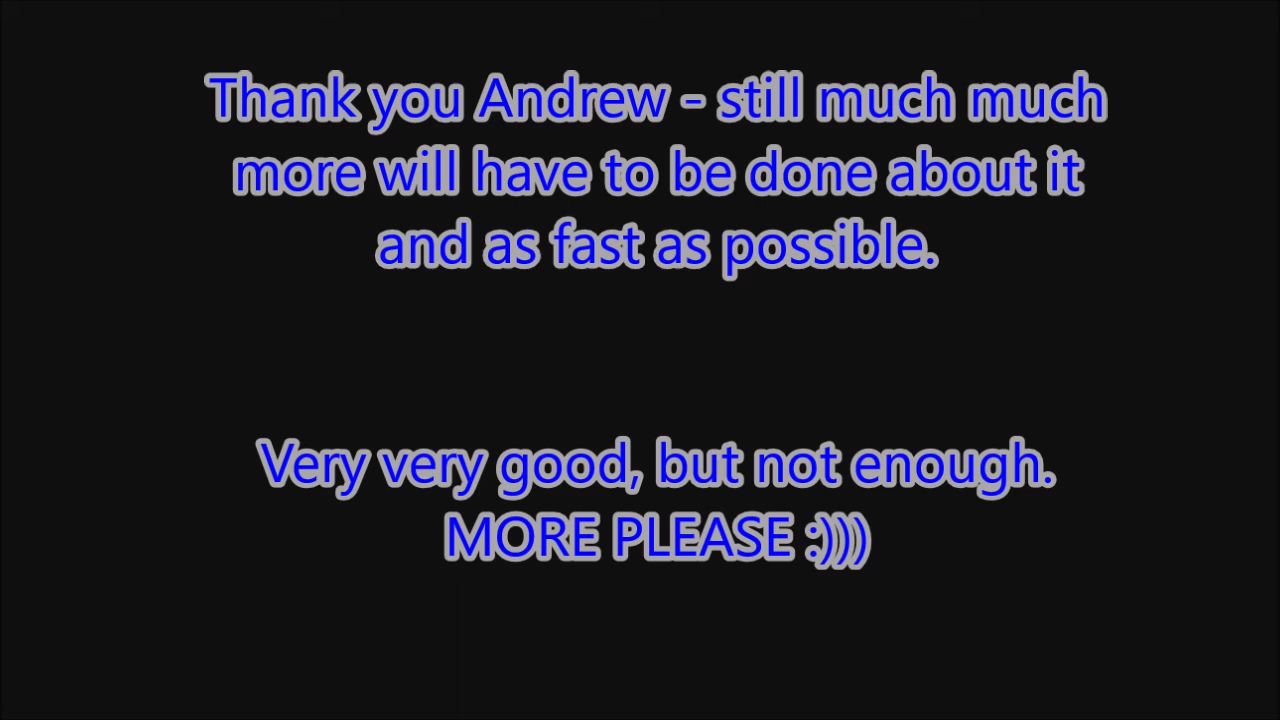 Thank you Andrew - still much much
more will have to be done about it
and as fast as possible.
Very very good, but not enough.
MORE PLEASE :)))